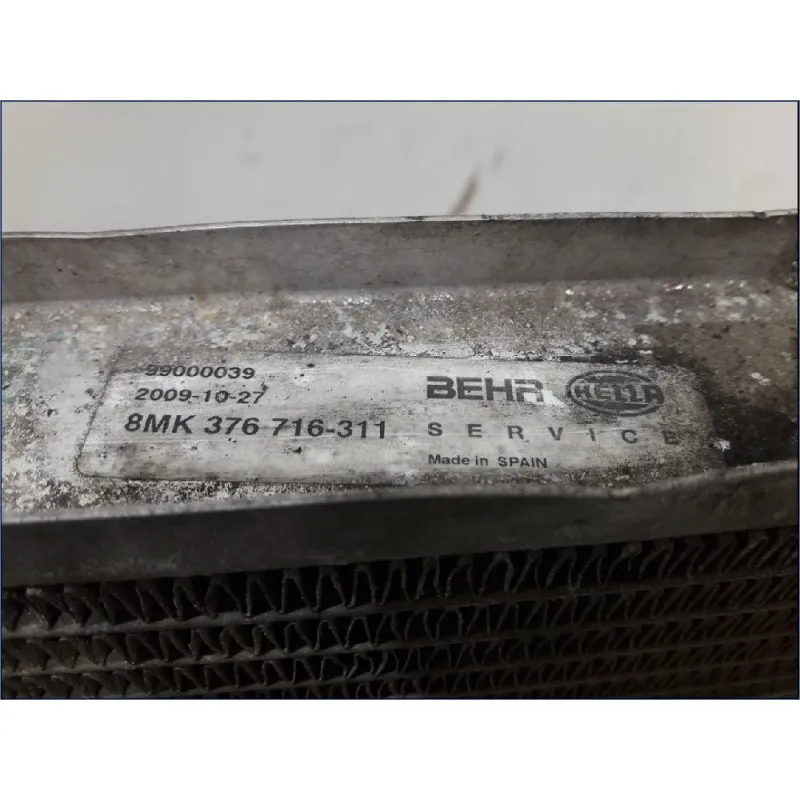 99000039
2009-10-27
8MK 376 716-311
BEHR HELLA
SERVICE
Made in SPAIN